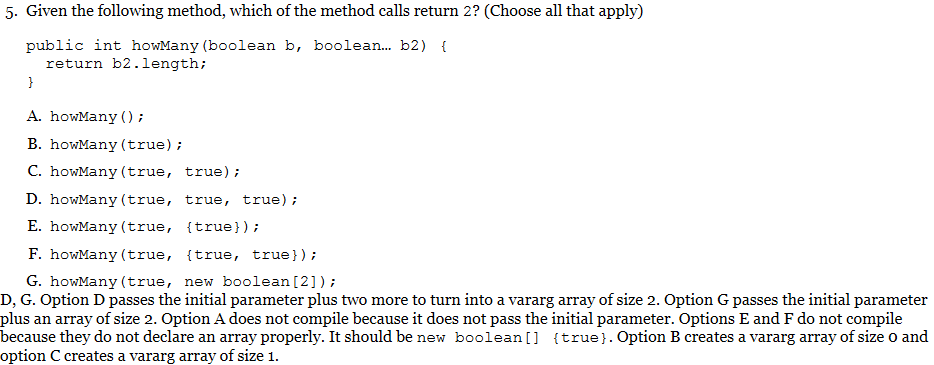 5. Given the following method, which of the method calls return 2? (Choose all that apply)
public int howMany(boolean b, boolean… b2) {
return b2.length;
}
A. howMany();
B. howMany(true);
C. howMany(true, true);
D. howMany(true, true, true);
E. howMany(true, {true});
F. howMany(true, {true, true});
G. howMany(true, new boolean[2]);
D, G. Option D passes the initial parameter plus two more to turn into a vararg array of size 2. Option G passes the initial parameter
plus an array of size 2. Option A does not compile because it does not pass the initial parameter. Options E and F do not compile
because they do not declare an array properly. It should be new boolean[] {true}. Option B creates a vararg array of size 0 and
option C creates a vararg array of size 1.